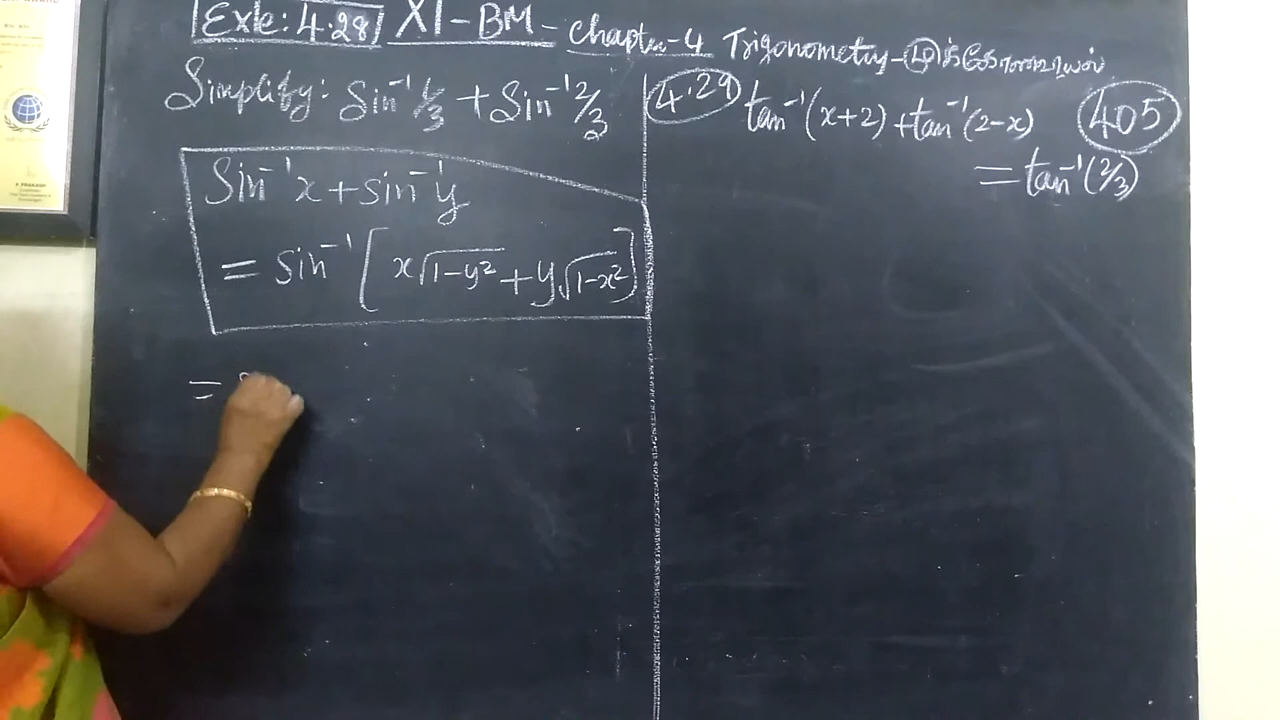 Exle: 4.28 XI - BM - Chapter-4 Trigonometry -
Simplify: Sin⁻¹ 1/3 + Sin⁻¹ 2/3
Sin⁻¹x + sin⁻¹y
= sin⁻¹ [x√1-y² + y√1-x²]
=
4.29 tan⁻¹(x+2) + tan⁻¹(2-x) 405
= tan⁻¹(2/3)